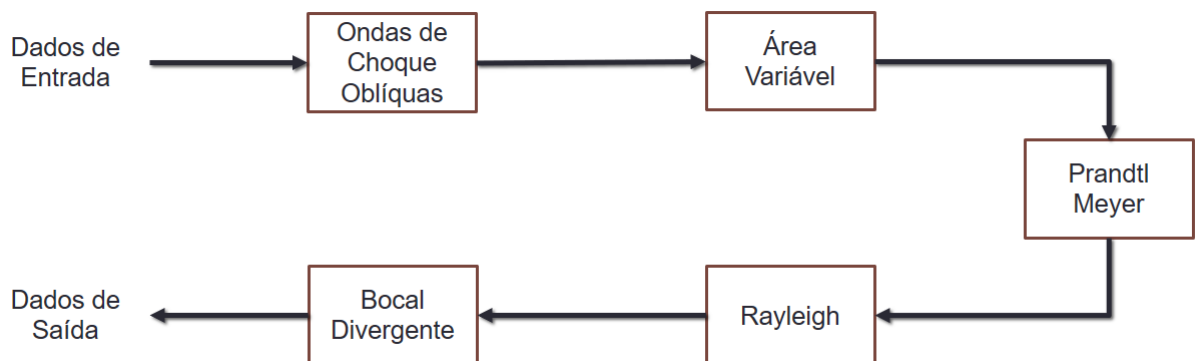 Dados de
Entrada
Ondas de
Choque
Oblíquas
Área
Variável
Prandtl
Meyer
Rayleigh
Bocal
Divergente
Dados de
Saída